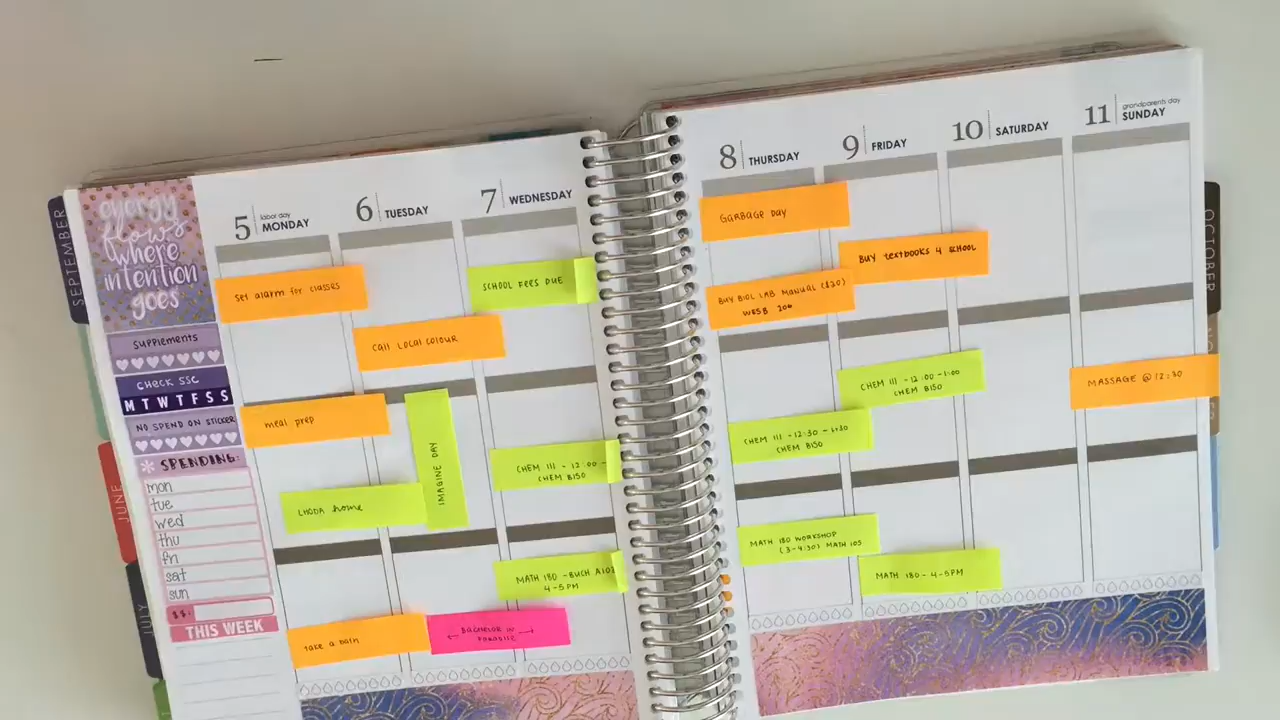 energy
flows
where
intention
goes
SUPPLEMENTS
CHECK SSC
M T W T F S S
NO SPEND ON STICKER
SPENDING:
mon
tue
wed
thu
fri
sat
sun
$$:
THIS WEEK
SEPTEMBER
JUNE
JULY
5 labor day
MONDAY
Set alarm for classes
meal prep
LHODA home
take a bath
6 TUESDAY
Call Local Colour
IMAGINE DAY
BACHELOR IN
PARADISE
7 WEDNESDAY
SCHOOL FEES DUE
CHEM 111 - 12:00 -
CHEM B150
MATH 180 - BUCH A102
4-5PM
8 THURSDAY
GARBAGE DAY
BUY BIOL LAB MANUAL ($20)
WESB 200
CHEM 111 - 12:30 - 1:30
CHEM B150
MATH 180 WORKSHOP
(3-4:30) MATH 105
9 FRIDAY
BUY textbooks 4 SCHOOL
CHEM 111 - 12:00 - 1:00
CHEM B150
MATH 180 - 4-5PM
10 SATURDAY
11 grandparents day
SUNDAY
MASSAGE @ 12:30
OCTOBER